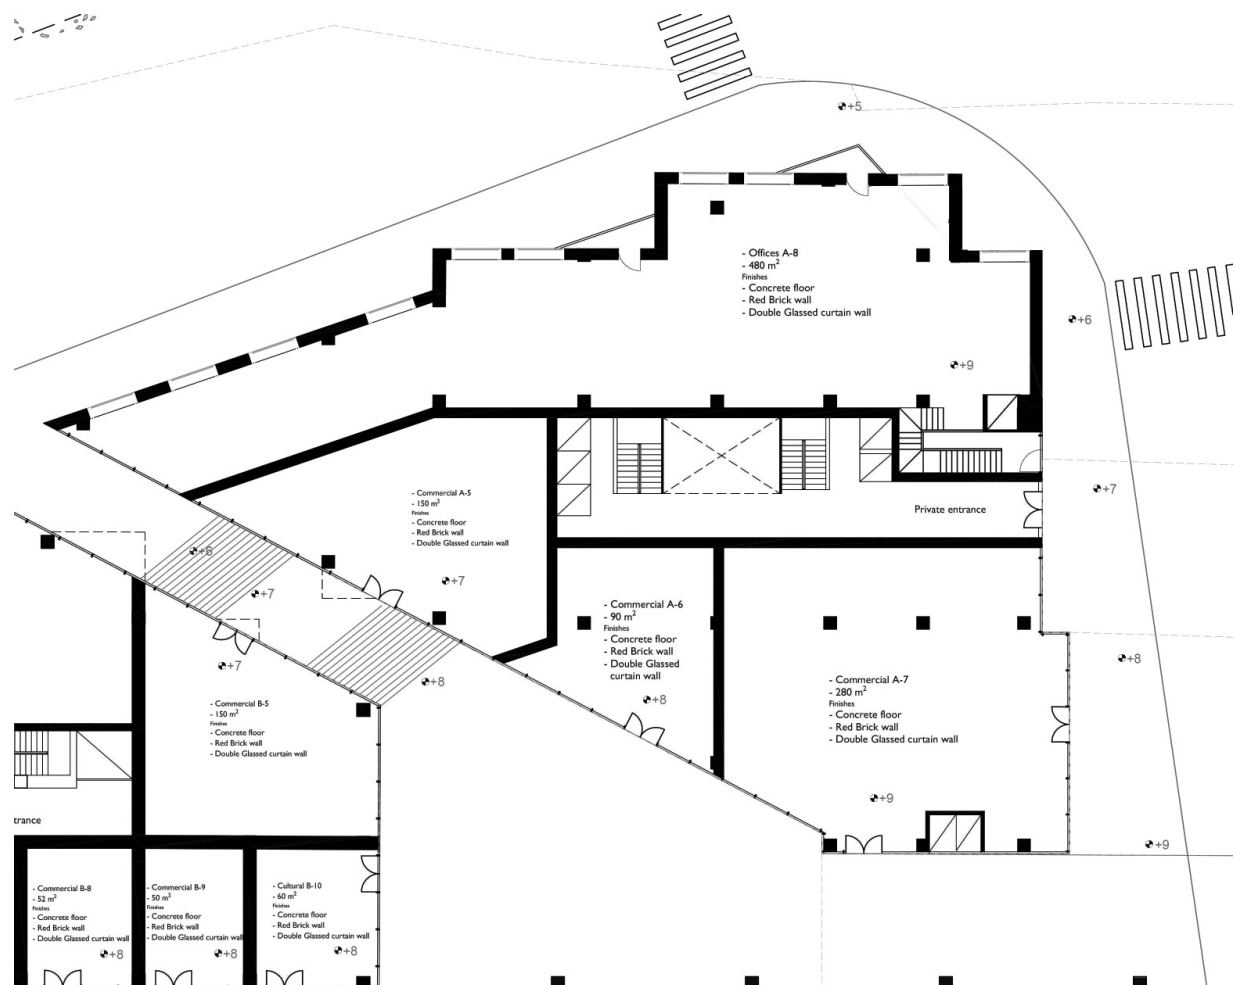 +5
- Offices A-8
- 480 m²
Finishes
- Concrete floor
- Red Brick wall
- Double Glassed curtain wall
+6
+9
- Commercial A-5
- 150 m²
Finishes
- Concrete floor
- Red Brick wall
- Double Glassed curtain wall
+7
Private entrance
+6
+7
+7
- Commercial A-6
- 90 m²
Finishes
- Concrete floor
- Red Brick wall
- Double Glassed
curtain wall
+8
+7
+8
- Commercial A-7
- 280 m²
Finishes
- Concrete floor
- Red Brick wall
- Double Glassed curtain wall
+8
- Commercial B-5
- 150 m²
Finishes
- Concrete floor
- Red Brick wall
- Double Glassed curtain wall
+9
trance
+9
- Commercial B-8
- 52 m²
Finishes
- Concrete floor
- Red Brick wall
- Double Glassed curtain wall
+8
- Commercial B-9
- 50 m²
Finishes
- Concrete floor
- Red Brick wall
- Double Glassed curtain wall
+8
- Cultural B-10
- 60 m²
Finishes
- Concrete floor
- Red Brick wall
- Double Glassed curtain wall
+8